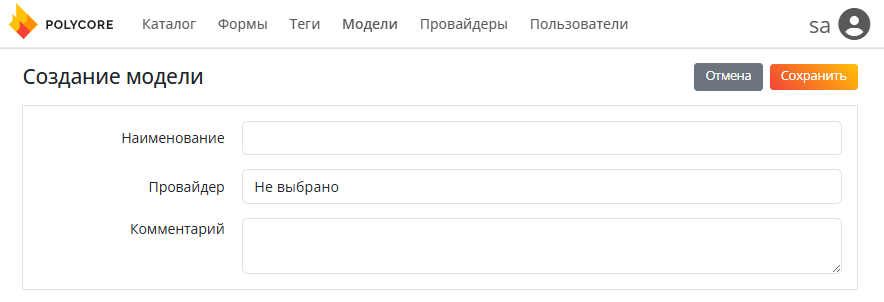 POLYCORE Каталог Формы Теги Модели Провайдеры Пользователи sa
Создание модели Отмена Сохранить
Наименование
Провайдер Не выбрано
Комментарий